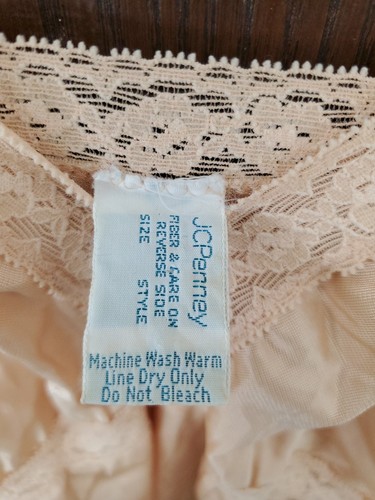 JCPenney
FIBER & CARE ON
REVERSE SIDE
SIZE STYLE
Machine Wash Warm
Line Dry Only
Do Not Bleach